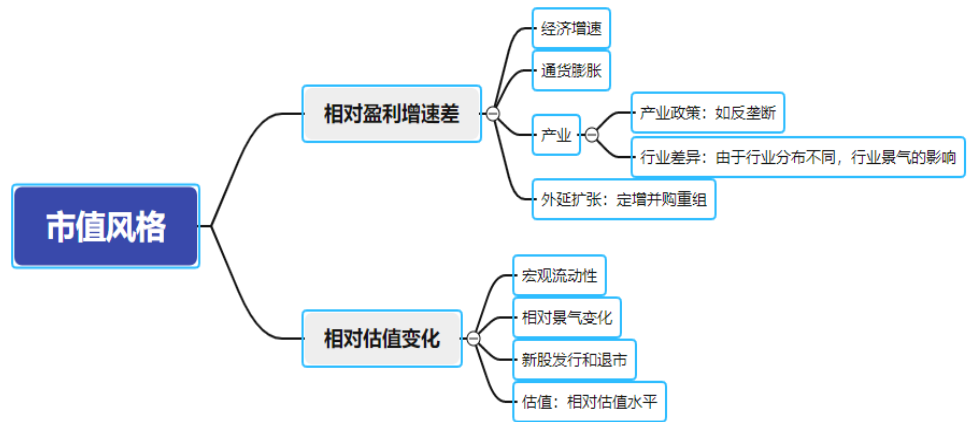 市值风格
相对盈利增速差
经济增速
通货膨胀
产业
产业政策：如反垄断
行业差异：由于行业分布不同，行业景气的影响
外延扩张：定增并购重组
相对估值变化
宏观流动性
相对景气变化
新股发行和退市
估值：相对估值水平